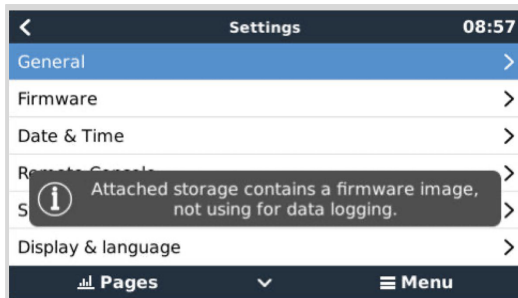 Settings
08:57
General
Firmware
Date & Time
Attached storage contains a firmware image,
not using for data logging.
Display & language
Pages
Menu